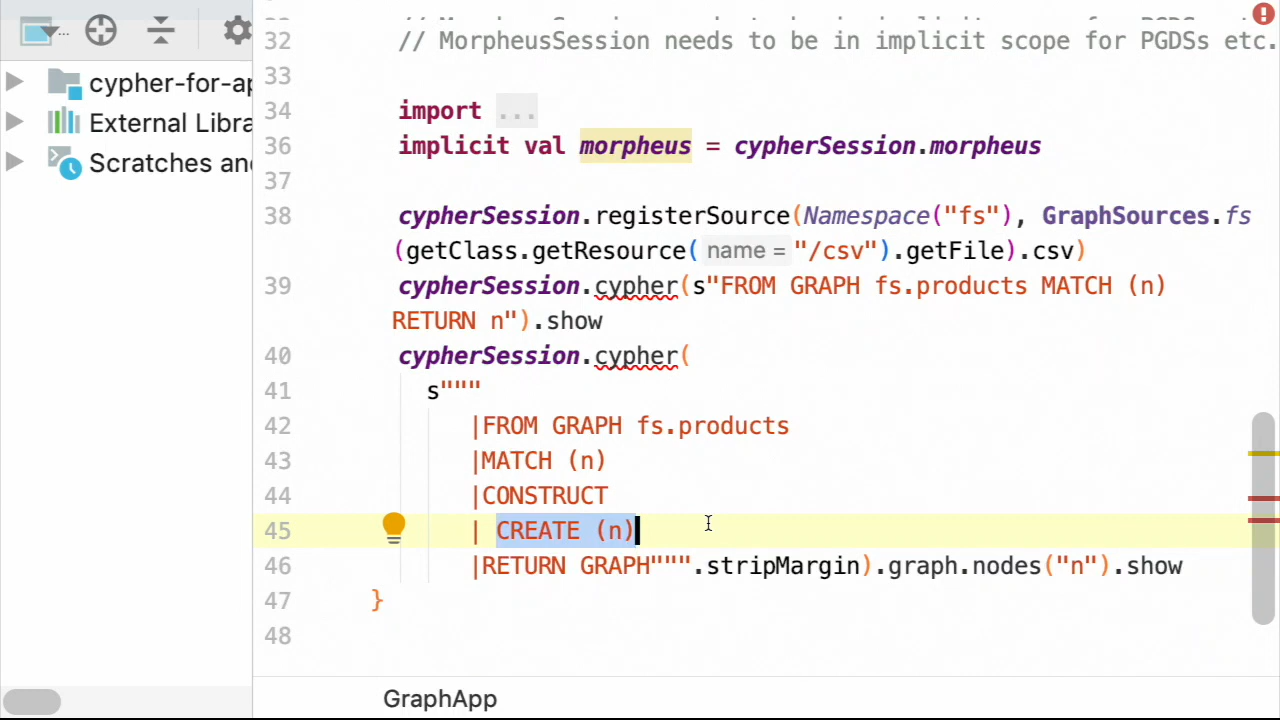 32 // MorpheusSession needs to be in implicit scope for PGDSs etc.
33
34 import ...
36 implicit val morpheus = cypherSession.morpheus
37
38 cypherSession.registerSource(Namespace("fs"), GraphSources.fs
(getClass.getResource( name = "/csv").getFile).csv)
39 cypherSession.cypher(s"FROM GRAPH fs.products MATCH (n)
RETURN n").show
40 cypherSession.cypher(
41 s"""
42 |FROM GRAPH fs.products
43 |MATCH (n)
44 |CONSTRUCT
45 | CREATE (n)
46 |RETURN GRAPH""".stripMargin).graph.nodes("n").show
47 }
48
cypher-for-ap
External Libra
Scratches and
GraphApp